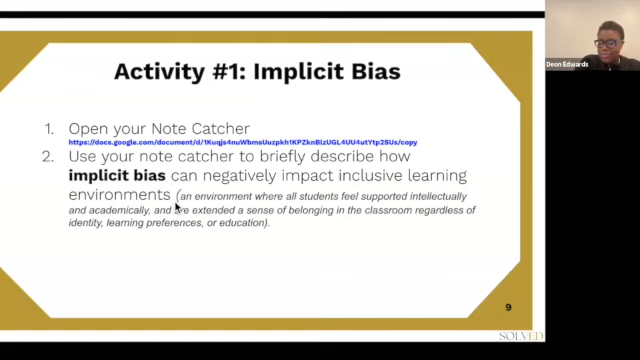 Activity #1: Implicit Bias
1. Open your Note Catcher
https://docs.google.com/document/d/1Kuqjs4nuWbmsUuzpkh1KPZknBlzUGL4UU4utYtp25Us/copy
2. Use your note catcher to briefly describe how
implicit bias can negatively impact inclusive learning
environments (an environment where all students feel supported intellectually
and academically, and are extended a sense of belonging in the classroom regardless of
identity, learning preferences, or education).
9
SOLVED
Deon Edwards